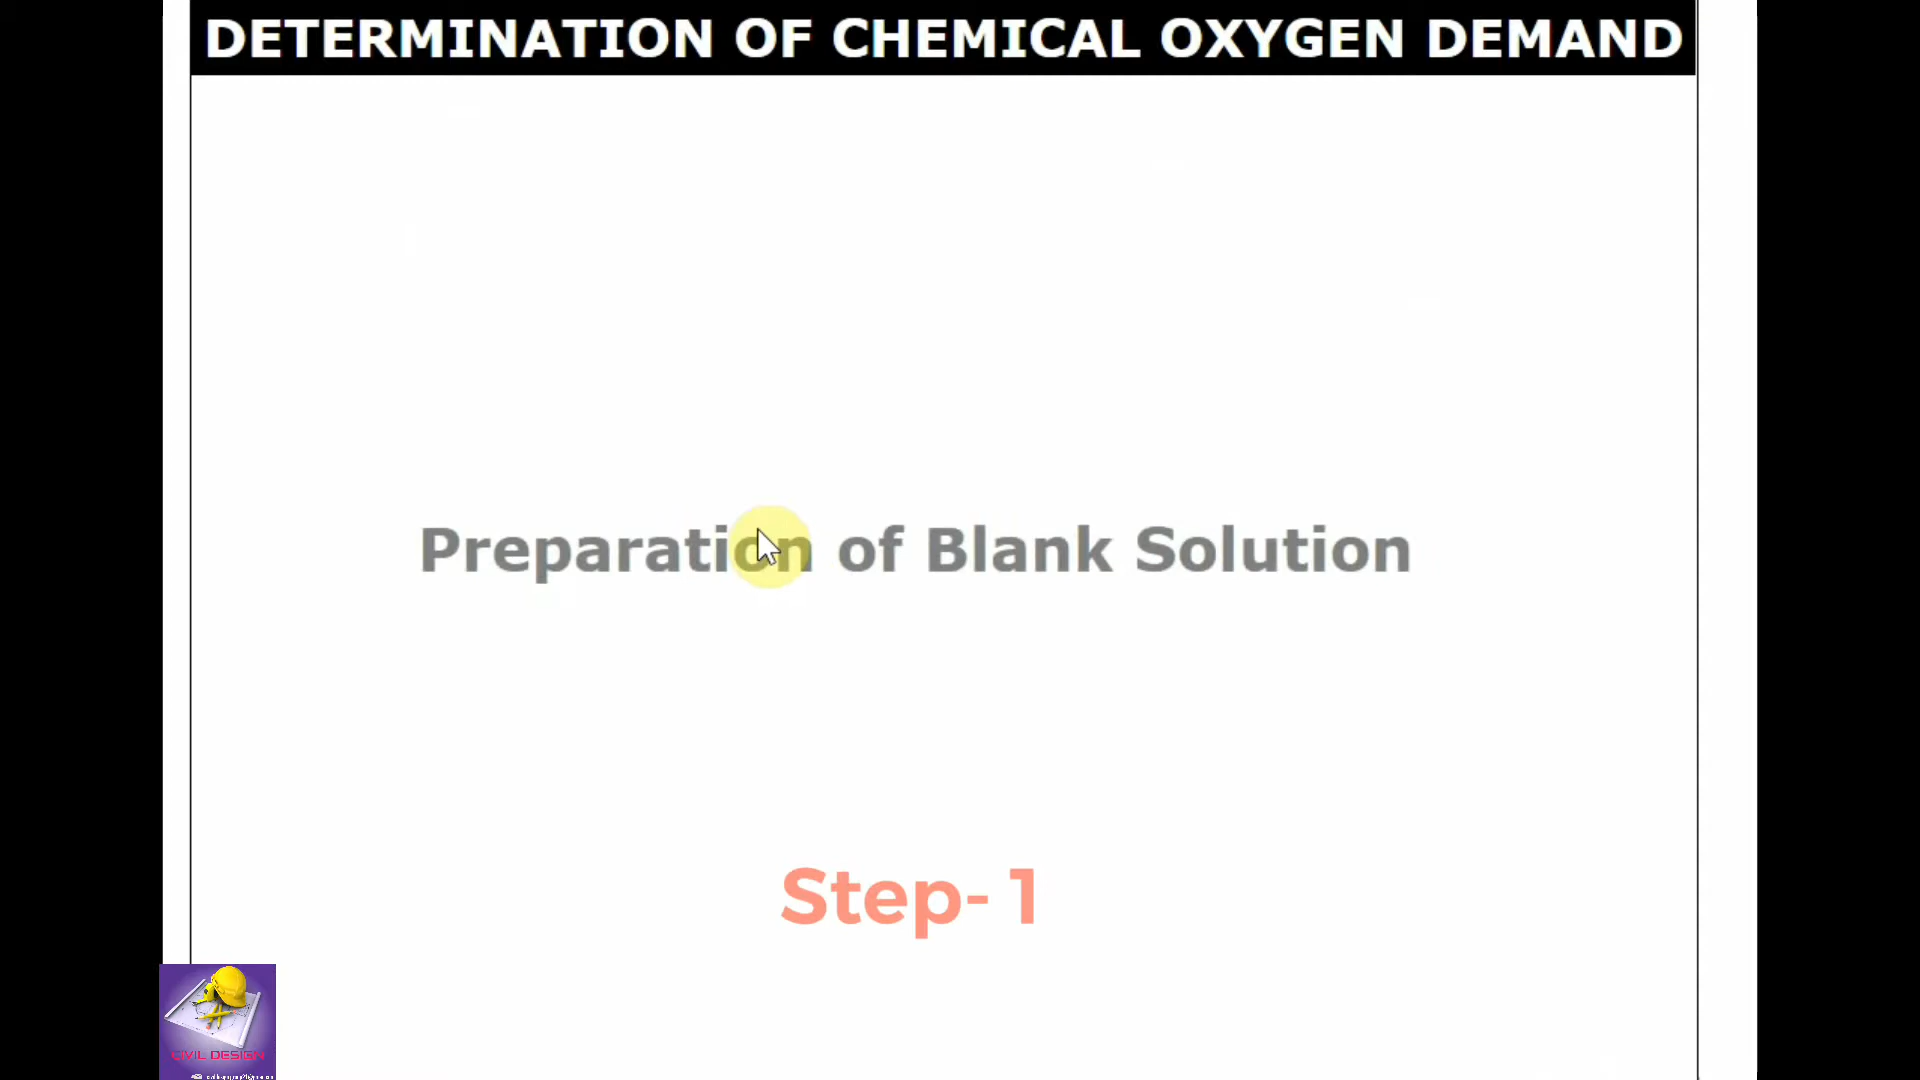 DETERMINATION OF CHEMICAL OXYGEN DEMAND
Preparation of Blank Solution
Step- 1
CIVIL DESIGN